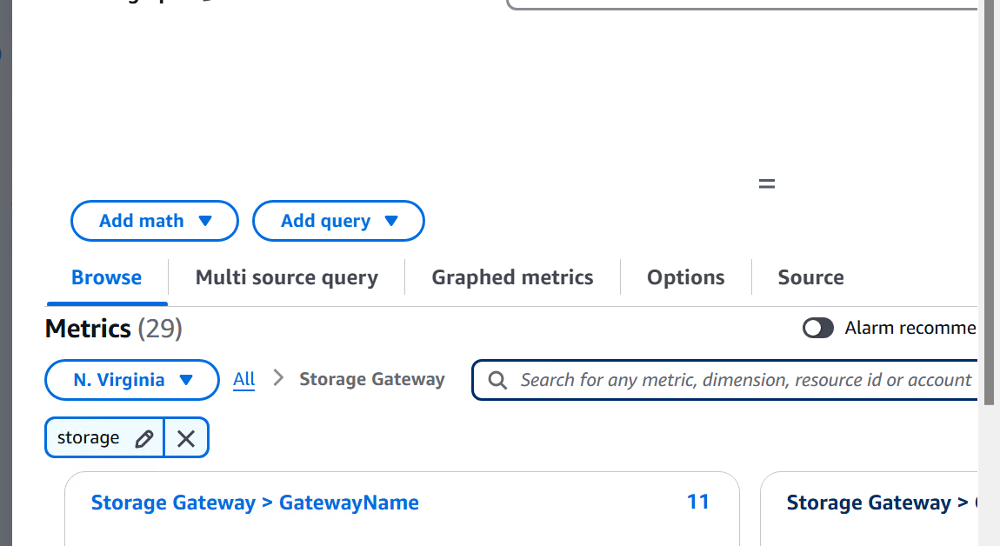 Add math
Add query
Browse
Multi source query
Graphed metrics
Options
Source
Metrics (29)
Alarm recomme
N. Virginia
All
Storage Gateway
Search for any metric, dimension, resource id or account
storage
Storage Gateway > GatewayName
11
Storage Gateway >